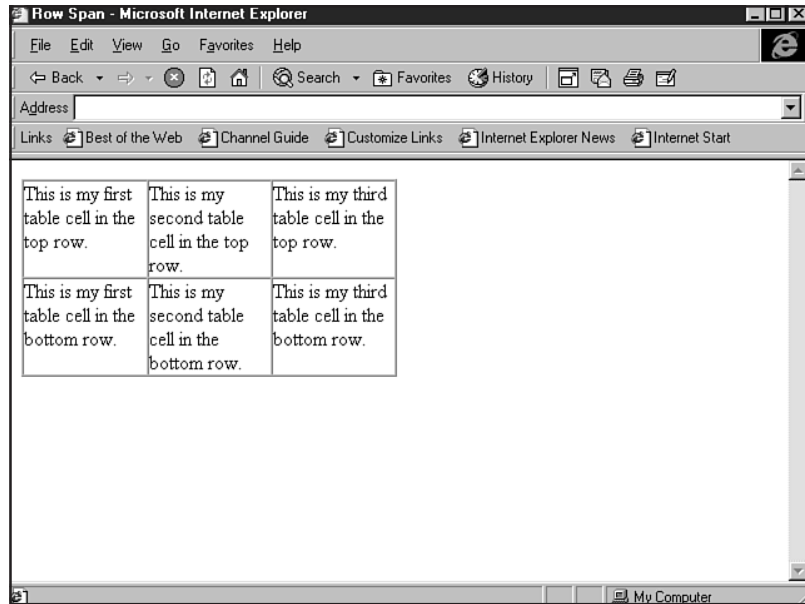 Row Span - Microsoft Internet Explorer
File Edit View Go Favorites Help
Back Search Favorites History
Address
Links Best of the Web Channel Guide Customize Links Internet Explorer News Internet Start
This is my first
table cell in the
top row.
This is my
second table
cell in the top
row.
This is my third
table cell in the
top row.
This is my first
table cell in the
bottom row.
This is my
second table
cell in the
bottom row.
This is my third
table cell in the
bottom row.
My Computer